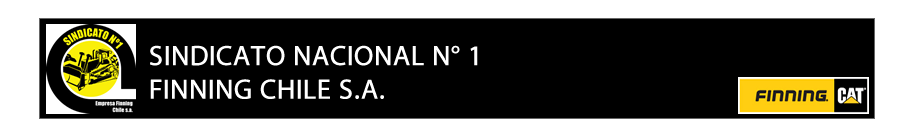 SINDICATO N°1
Empresa Finning
Chile s.a.
SINDICATO NACIONAL N° 1
FINNING CHILE S.A.
FINNING. CAT